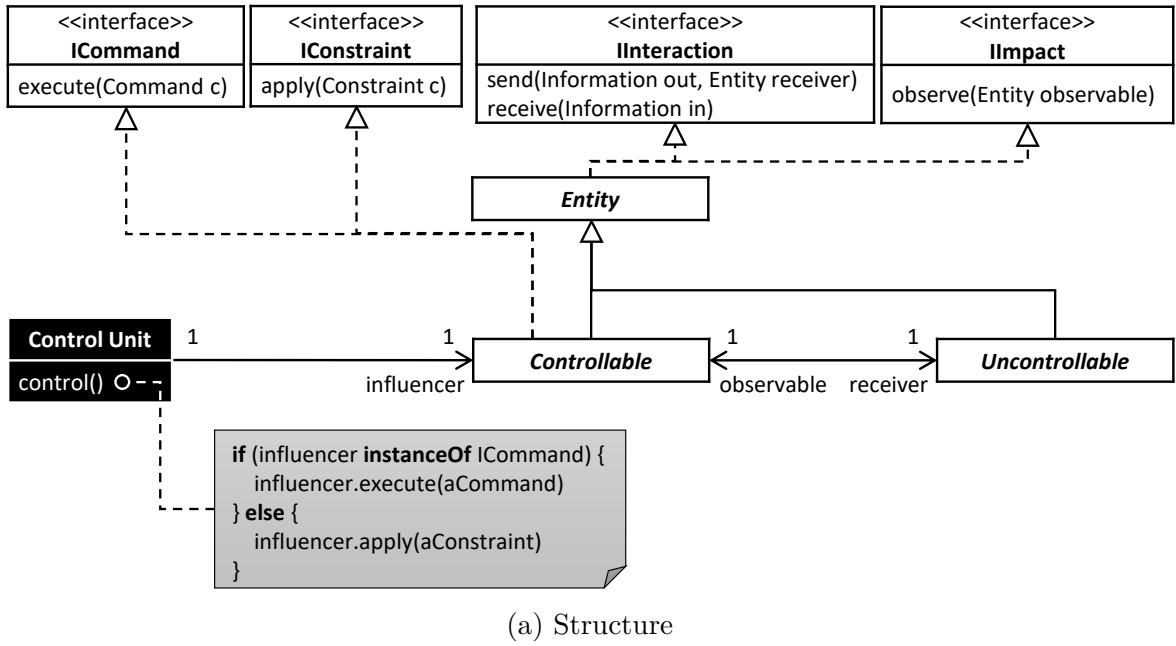 <<interface>>
ICommand
execute(Command c)
<<interface>>
IConstraint
apply(Constraint c)
<<interface>>
IInteraction
send(Information out, Entity receiver)
receive(Information in)
<<interface>>
IImpact
observe(Entity observable)
Entity
Control Unit
control()
1
1
influencer
Controllable
1
1
observable
receiver
Uncontrollable
if (influencer instanceOf ICommand) {
influencer.execute(aCommand)
} else {
influencer.apply(aConstraint)
}
(a) Structure